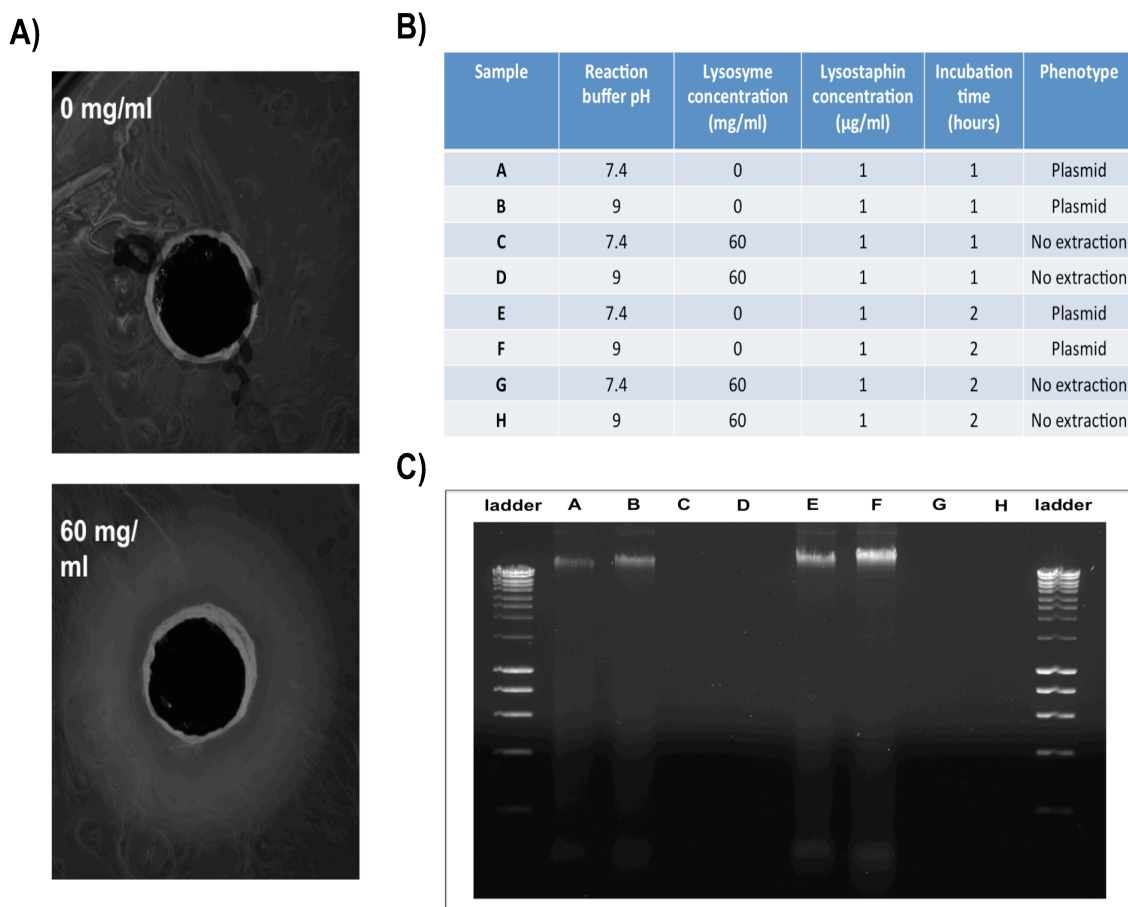 A)
0 mg/ml
60 mg/
ml
B)
Sample Reaction buffer pH Lysosyme concentration (mg/ml) Lysostaphin concentration (µg/ml) Incubation time (hours) Phenotype
A 7.4 0 1 1 Plasmid
B 9 0 1 1 Plasmid
C 7.4 60 1 1 No extraction
D 9 60 1 1 No extraction
E 7.4 0 1 2 Plasmid
F 9 0 1 2 Plasmid
G 7.4 60 1 2 No extraction
H 9 60 1 2 No extraction
C)
ladder A B C D E F G H ladder